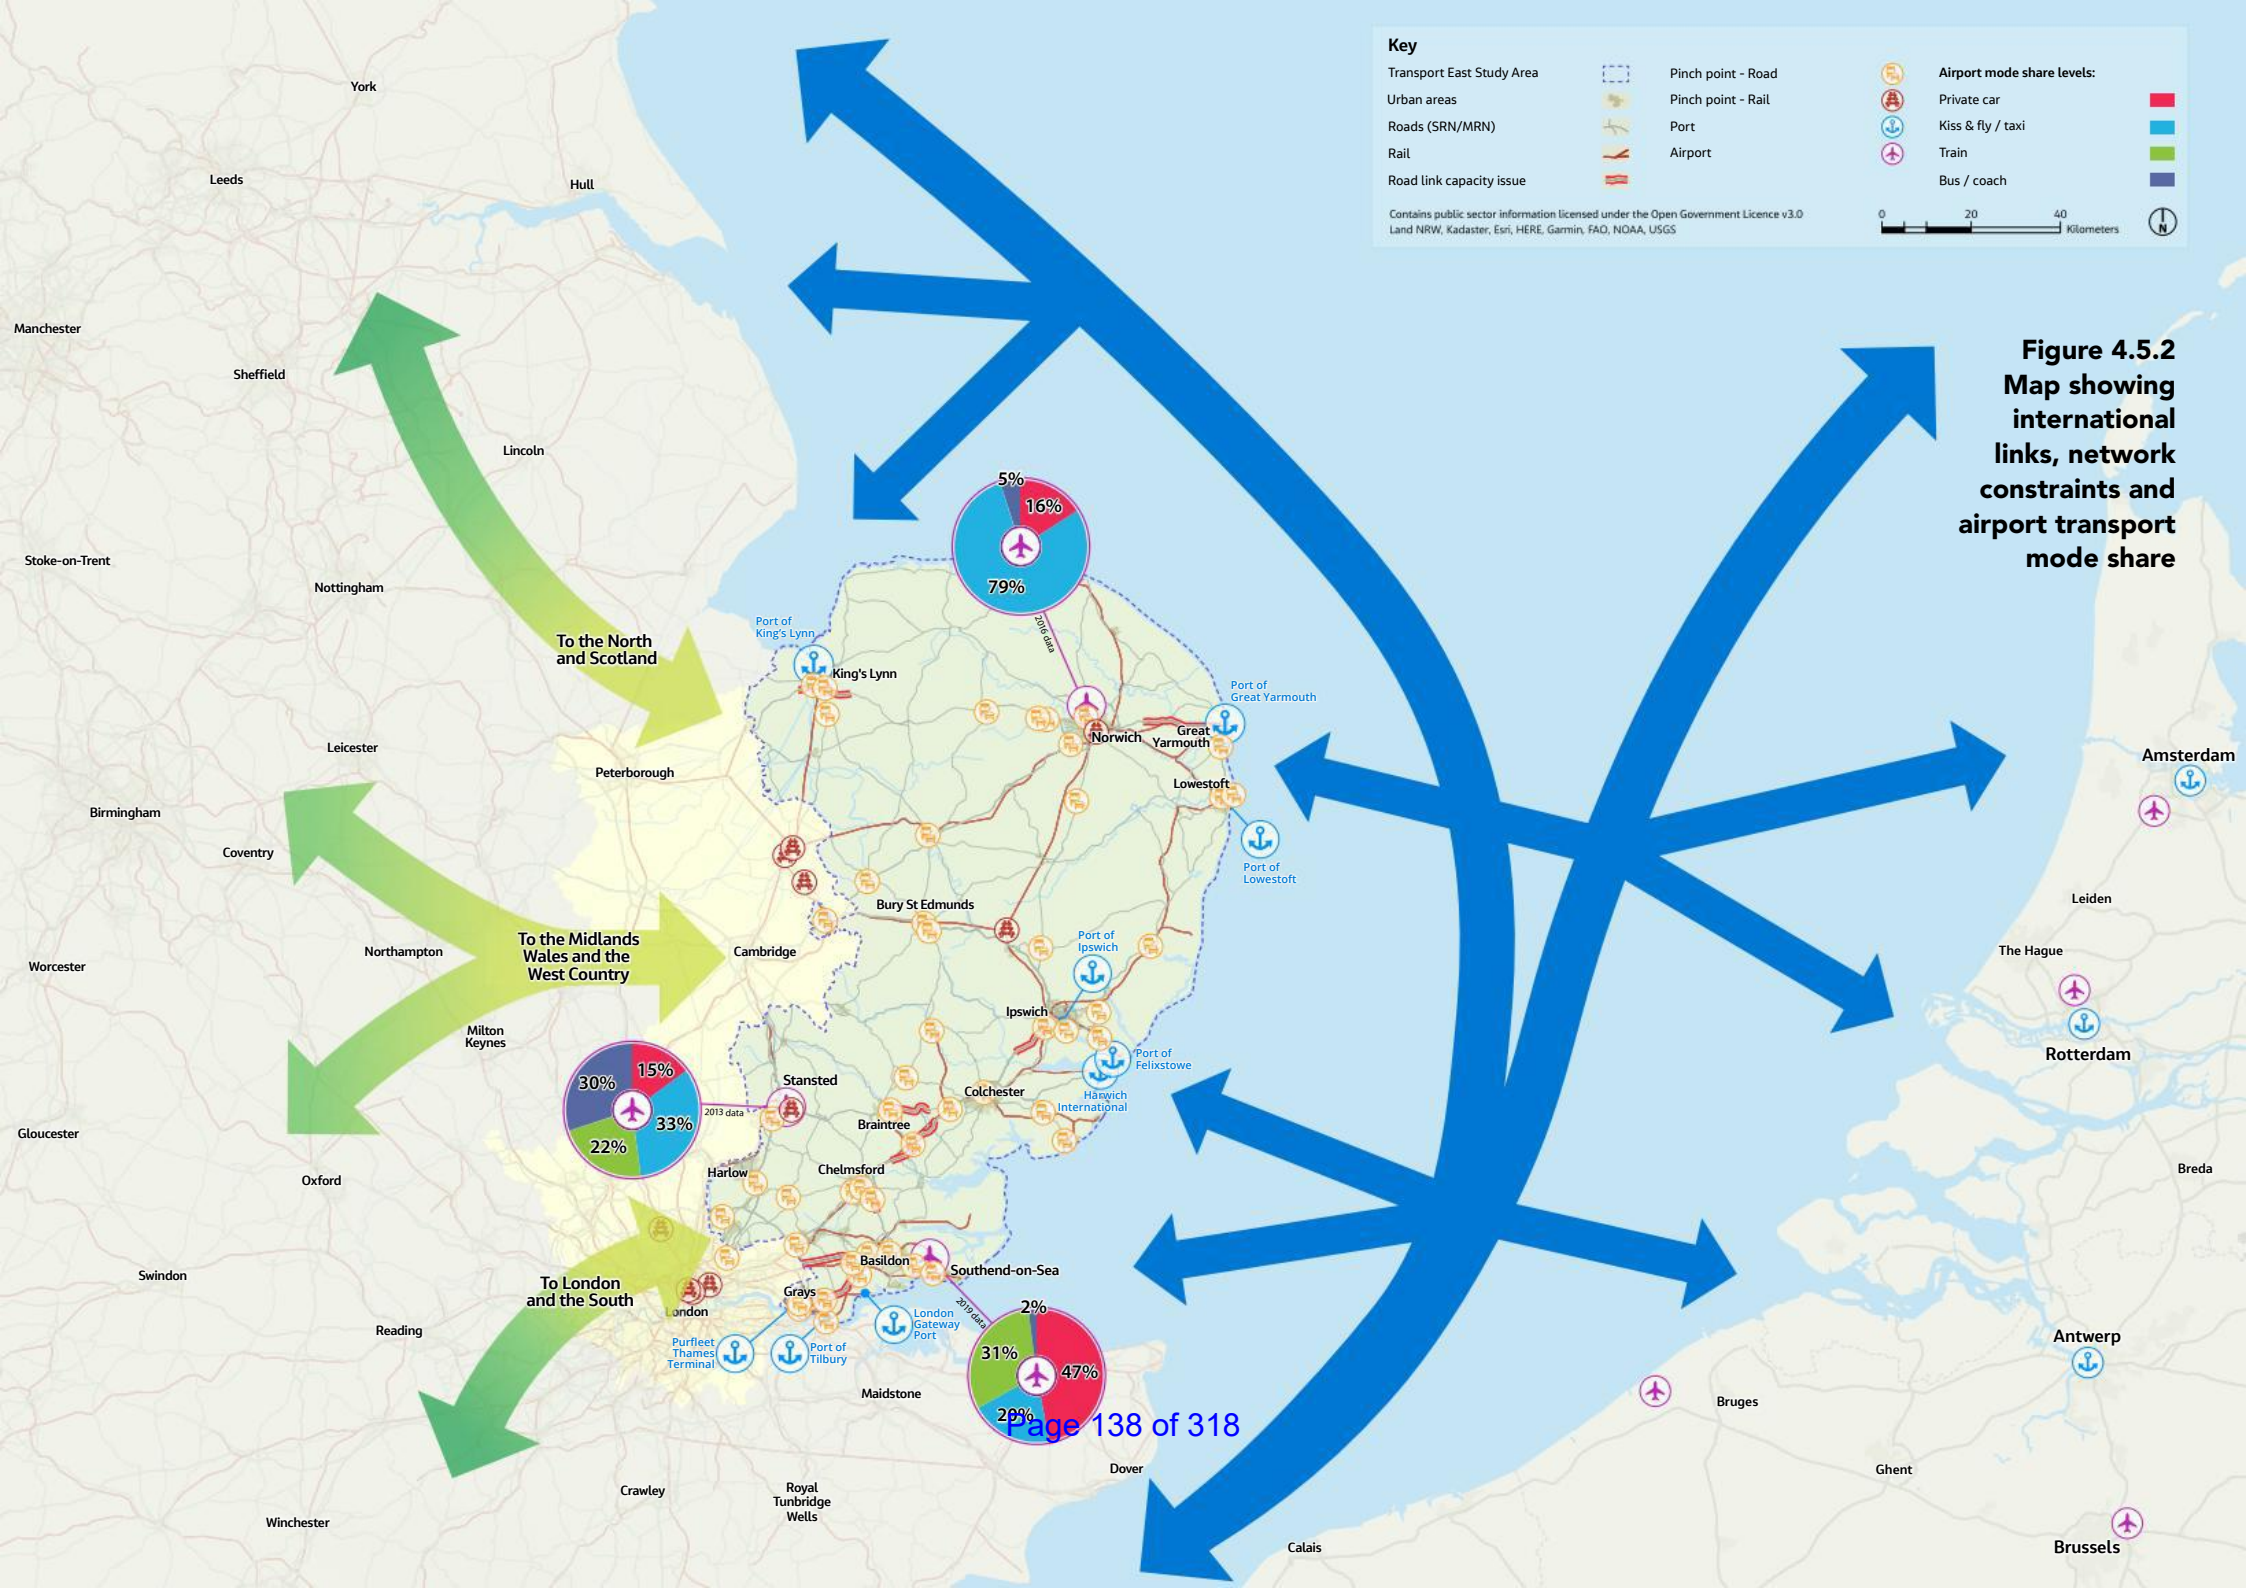 Key
Transport East Study Area
Urban areas
Roads (SRN/MRN)
Rail
Road link capacity issue
Pinch point - Road
Pinch point - Rail
Port
Airport
Airport mode share levels:
Private car
Kiss & fly / taxi
Train
Bus / coach
Contains public sector information licensed under the Open Government Licence v3.0
Land NRW, Kadaster, Esri, HERE, Garmin, FAO, NOAA, USGS
0 20 40
Kilometers
N
Figure 4.5.2
Map showing
international
links, network
constraints and
airport transport
mode share
York
Leeds
Hull
Manchester
Sheffield
Lincoln
Stoke-on-Trent
Nottingham
To the North
and Scotland
5%
16%
79%
2016 data
Port of
King's Lynn
King's Lynn
Port of
Great Yarmouth
Norwich
Great
Yarmouth
Lowestoft
Port of
Lowestoft
Leicester
Peterborough
Birmingham
Coventry
Bury St Edmunds
To the Midlands
Wales and the
West Country
Northampton
Cambridge
Worcester
Port of
Ipswich
Ipswich
Milton
Keynes
Port of
Felixstowe
Harwich
International
30%
15%
33%
22%
2013 data
Stansted
Colchester
Braintree
Gloucester
Oxford
Harlow
Chelmsford
Swindon
To London
and the South
Basildon
Southend-on-Sea
Grays
London
London
Gateway
Port
2019 data
Purfleet
Thames
Terminal
Port of
Tilbury
Reading
2%
31%
47%
20%
Maidstone
Page 138 of 318
Dover
Crawley
Royal
Tunbridge
Wells
Winchester
Calais
Amsterdam
Leiden
The Hague
Rotterdam
Breda
Antwerp
Bruges
Ghent
Brussels